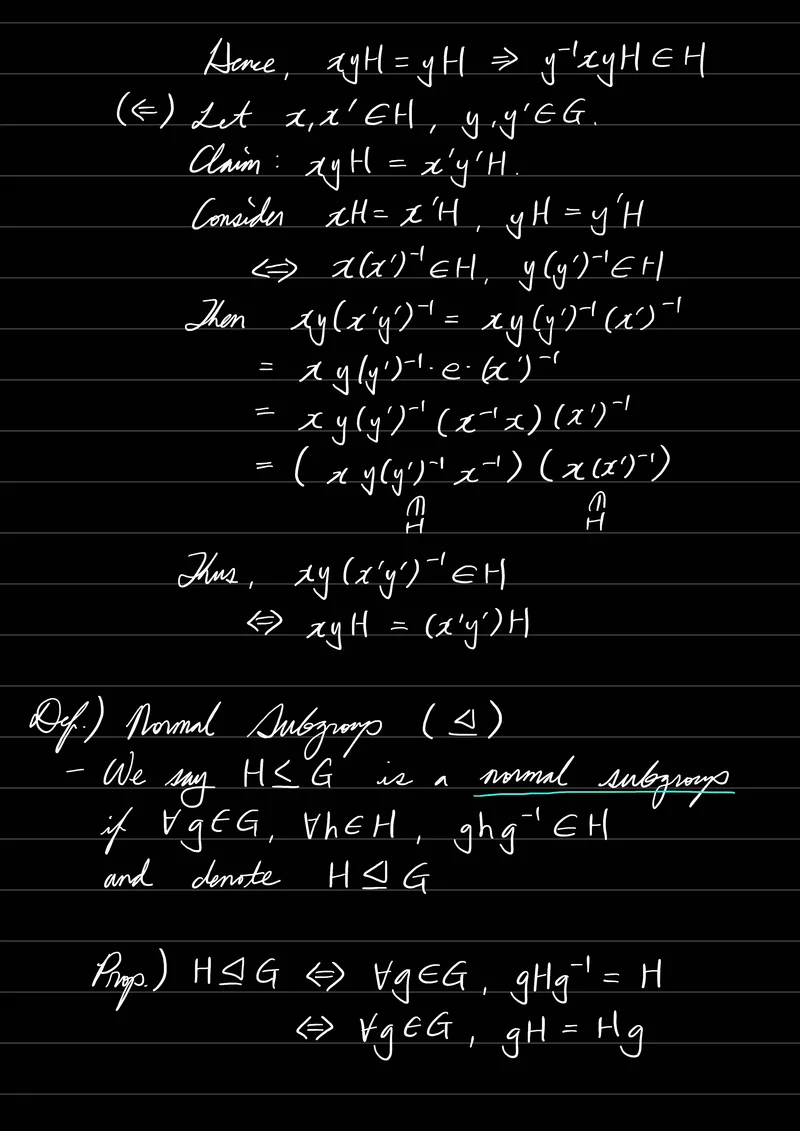 Hence, xyH = yH ⇒ y⁻¹xyH ∈ H
(⇐) Let x, x' ∈ H, y, y' ∈ G.
Claim: xyH = x'y'H.
Consider xH = x'H, yH = y'H
⇔ x(x')⁻¹ ∈ H, y(y')⁻¹ ∈ H
Then xy(x'y')⁻¹ = xy(y')⁻¹(x')⁻¹
= xy(y')⁻¹ · e · (x')⁻¹
= xy(y')⁻¹(x⁻¹x)(x')⁻¹
= (xy(y')⁻¹x⁻¹)(x(x')⁻¹)
∈ ∈
H H
Thus, xy(x'y')⁻¹ ∈ H
⇔ xyH = (x'y')H
Def.) Normal Subgroup (⊴)
- We say H ≤ G is a normal subgroup
if ∀g∈G, ∀h∈H, ghg⁻¹ ∈ H
and denote H ⊴ G
Prop.) H ⊴ G ⇔ ∀g∈G, gHg⁻¹ = H
⇔ ∀g∈G, gH = Hg